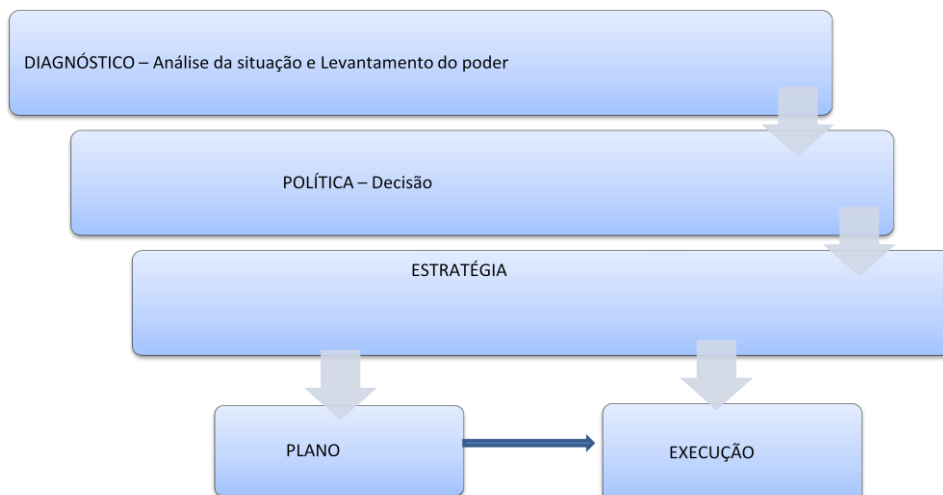 DIAGNÓSTICO – Análise da situação e Levantamento do poder
POLÍTICA – Decisão
ESTRATÉGIA
PLANO
EXECUÇÃO